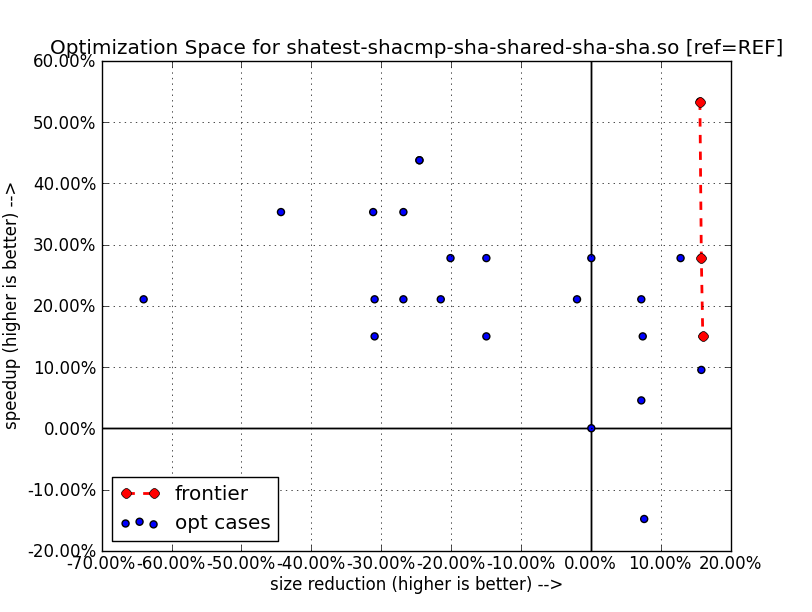 Optimization Space for shatest-shacmp-sha-shared-sha-sha.so [ref=REF]
60.00%
50.00%
40.00%
30.00%
20.00%
10.00%
0.00%
-10.00%
-20.00%
speedup (higher is better) -->
frontier
opt cases
-70.00% -60.00% -50.00% -40.00% -30.00% -20.00% -10.00% 0.00% 10.00% 20.00%
size reduction (higher is better) -->